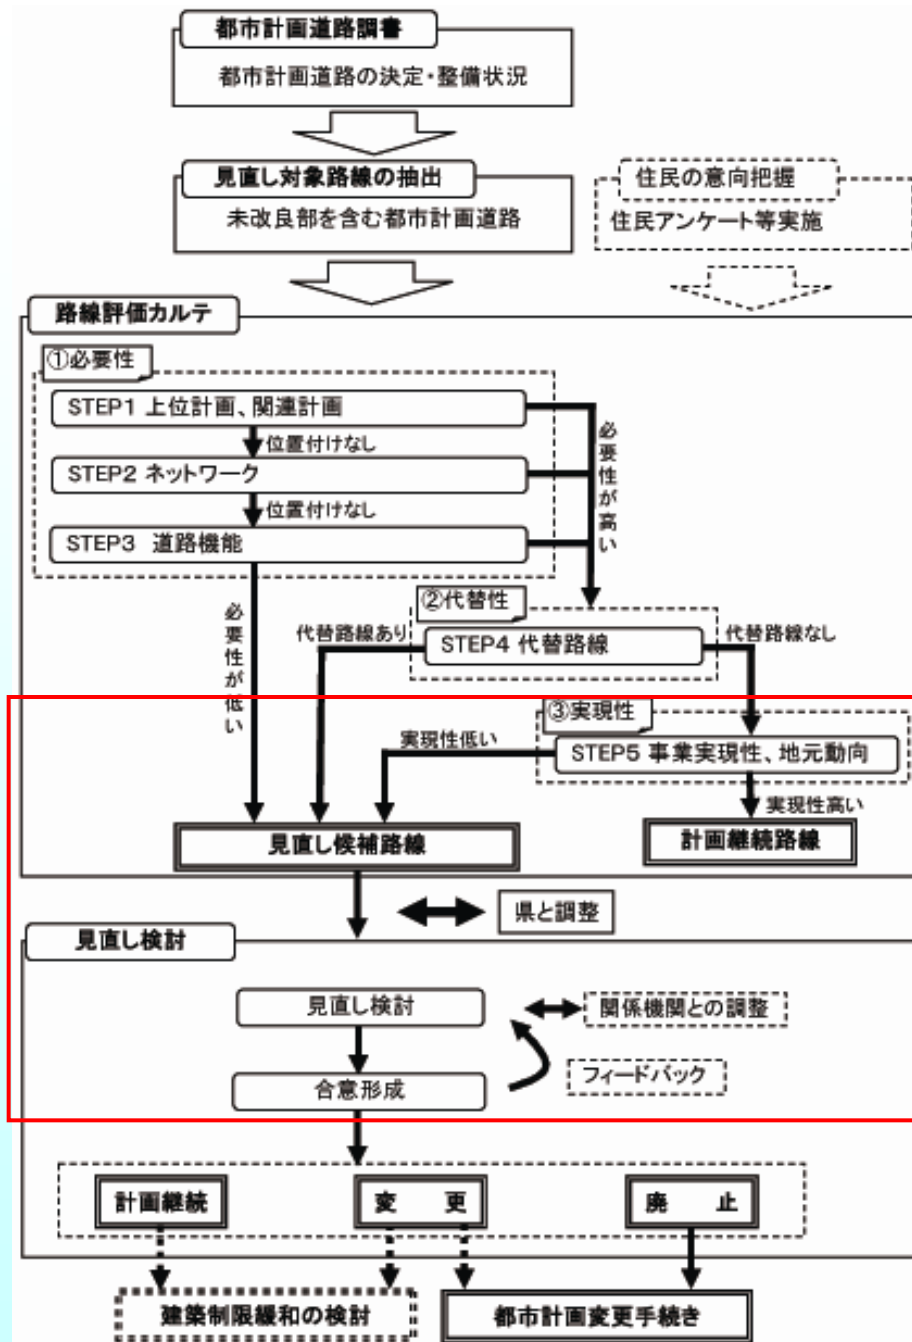 都市計画道路調書
都市計画道路の決定・整備状況
見直し対象路線の抽出
未改良部を含む都市計画道路
住民の意向把握
住民アンケート等実施
路線評価カルテ
①必要性
STEP1 上位計画、関連計画
位置付けなし
STEP2 ネットワーク
位置付けなし
STEP3 道路機能
必要性が高い
必要性が低い
②代替性
代替路線あり
STEP4 代替路線
代替路線なし
③実現性
実現性低い
STEP5 事業実現性、地元動向
実現性高い
見直し候補路線
計画継続路線
県と調整
見直し検討
見直し検討
関係機関との調整
合意形成
フィードバック
計画継続
変 更
廃 止
建築制限緩和の検討
都市計画変更手続き